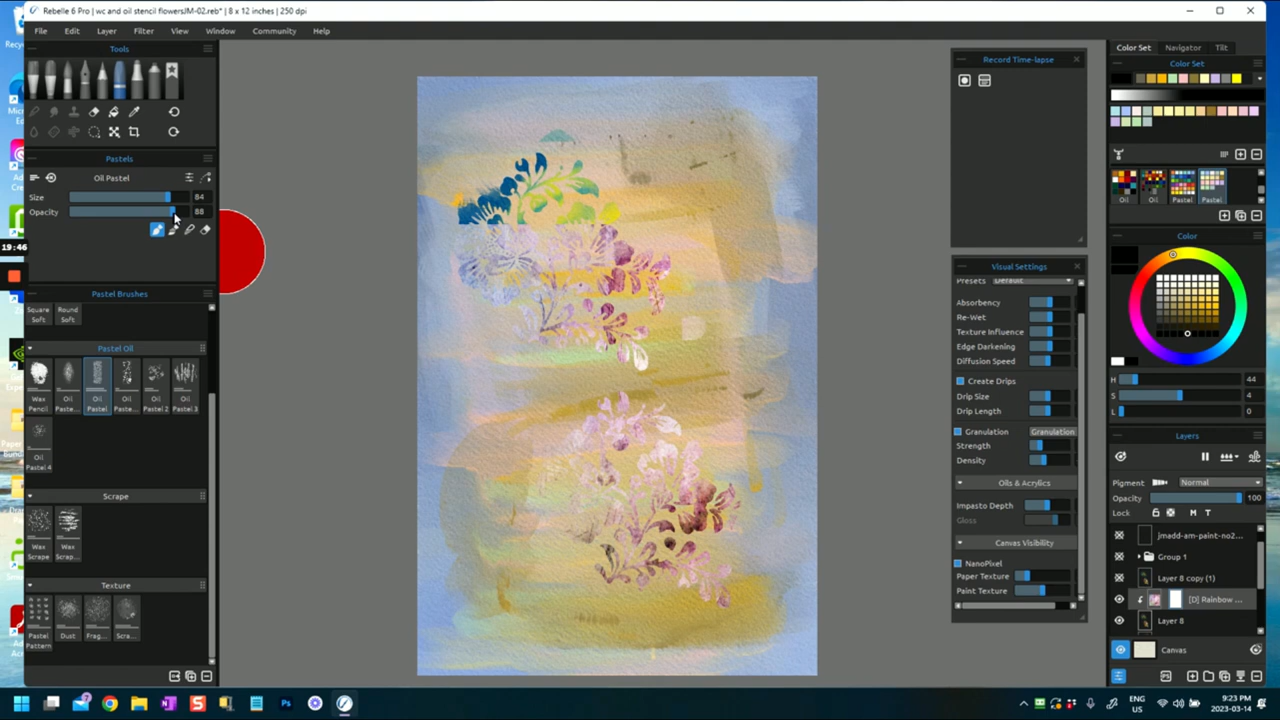 Rebelle 6 Pro | wc and oil stencil flowersJM-02.reb* | 8 x 12 inches | 250 dpi
File Edit Layer Filter View Window Community Help
Tools
Pastels
Oil Pastel
Size 84
Opacity 88
19:46
Pastel Brushes
Square Soft
Round Soft
Pastel Oil
Wax Pencil
Oil Paste...
Oil Pastel
Oil Paste...
Oil Pastel 2
Oil Pastel 3
Oil Pastel 4
Scrape
Wax Scrape
Wax Scrap...
Texture
Pastel Pattern
Dust
Frag...
Scra...
Record Time-lapse
Visual Settings
Presets Default
Absorbency
Re-Wet
Texture Influence
Edge Darkening
Diffusion Speed
Create Drips
Drip Size
Drip Length
Granulation Granulation
Strength
Density
Oils & Acrylics
Impasto Depth
Gloss
Canvas Visibility
NanoPixel
Paper Texture
Paint Texture
Color Set Navigator Tilt
Color Set
Oil Oil Pastel Pastel
Color
H 44
S 4
L 0
Layers
Pigment Normal
Opacity 100
Lock M T
jmadd-am-paint-no2...
Group 1
Layer 8 copy (1)
[D] Rainbow ...
Layer 8
Canvas
ENG
US
9:23 PM
2023-03-14